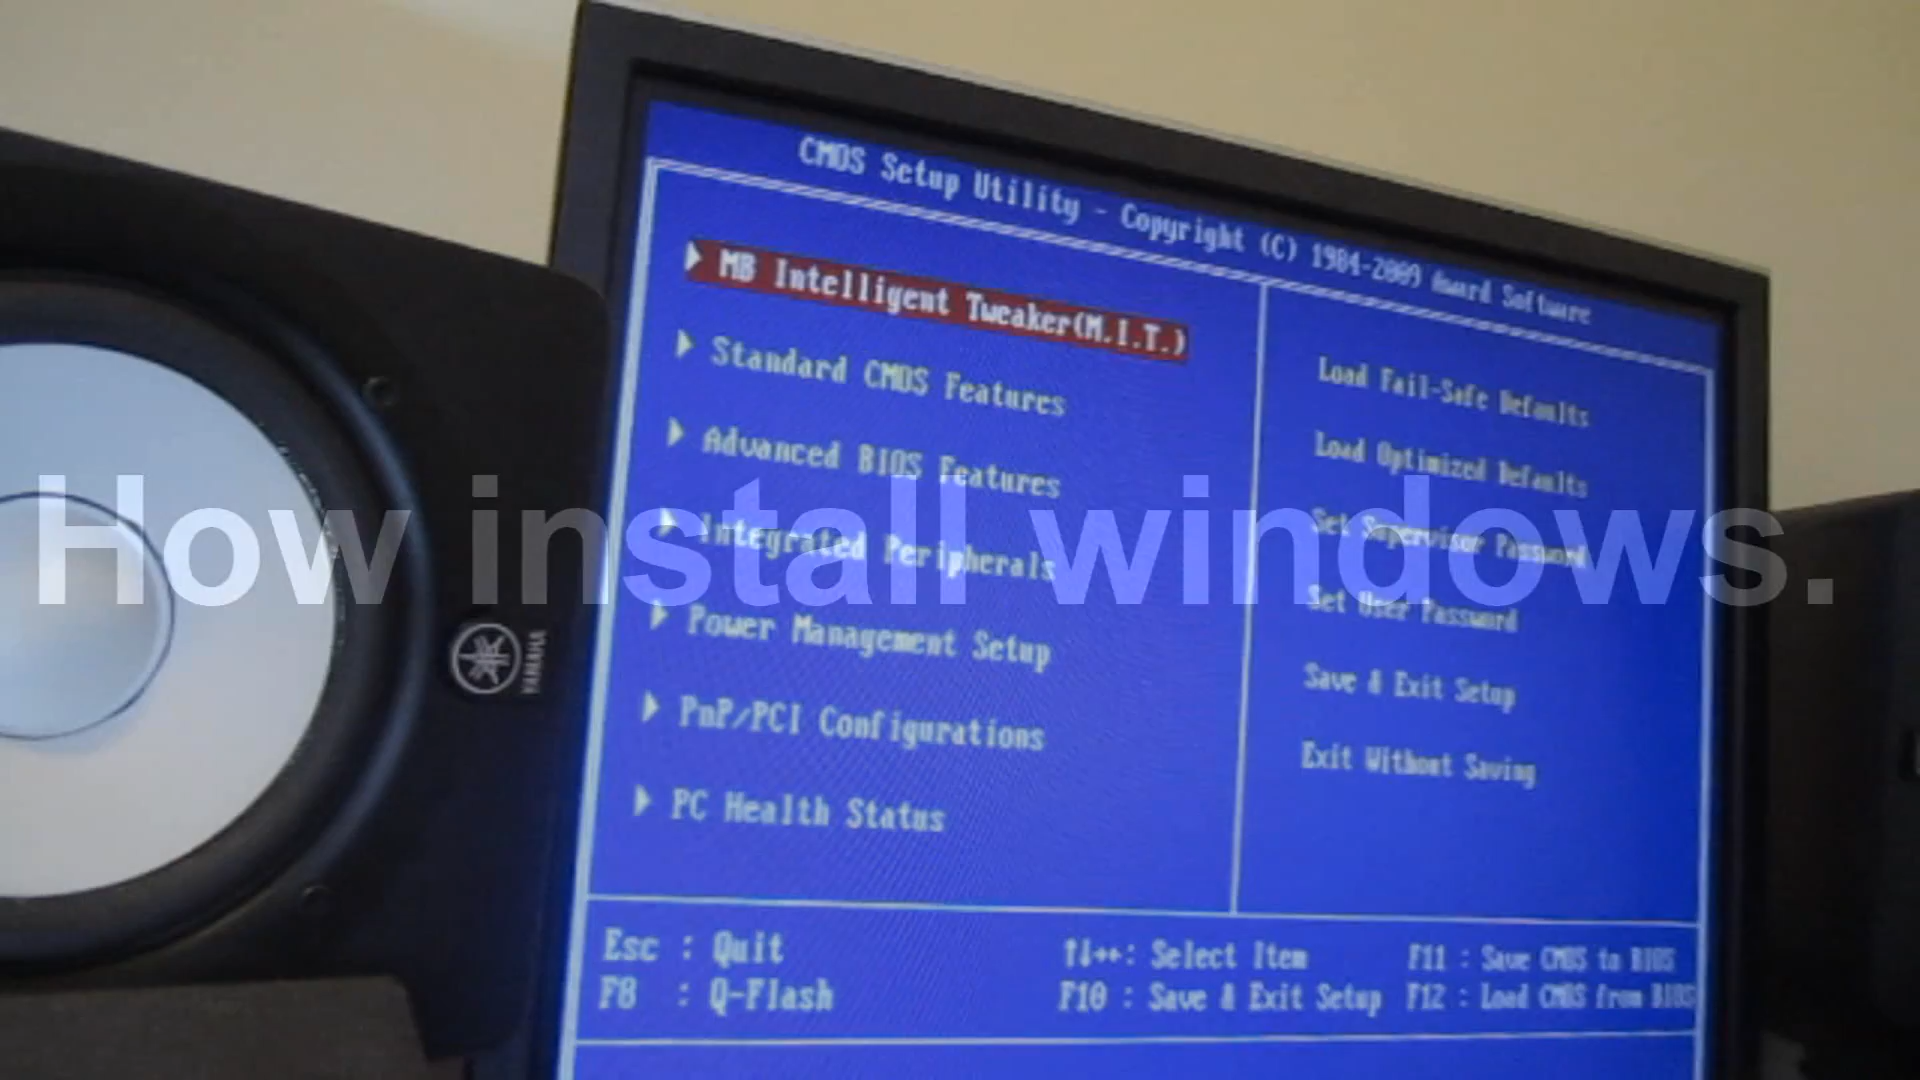 CMOS Setup Utility - Copyright (C) 1984-2009 Award Software
MB Intelligent Tweaker(M.I.T.)
Standard CMOS Features
Advanced BIOS Features
Integrated Peripherals
Power Management Setup
PnP/PCI Configurations
PC Health Status
Load Fail-Safe Defaults
Load Optimized Defaults
Set Supervisor Password
Set User Password
Save & Exit Setup
Exit Without Saving
How install windows.
YAMAHA
Esc : Quit
↑↓→←: Select Item
F11 : Save CMOS to BIOS
F8 : Q-Flash
F10 : Save & Exit Setup
F12 : Load CMOS from BIOS